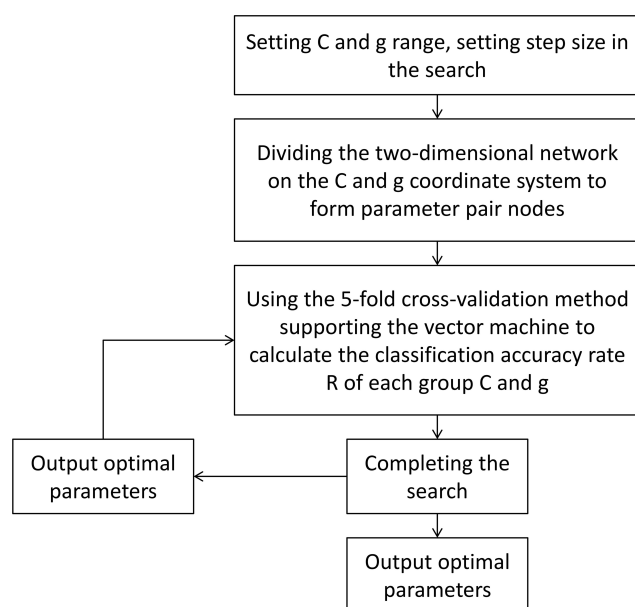 Setting C and g range, setting step size in
the search
Dividing the two-dimensional network
on the C and g coordinate system to
form parameter pair nodes
Using the 5-fold cross-validation method
supporting the vector machine to
calculate the classification accuracy rate
R of each group C and g
Output optimal
parameters
Completing the
search
Output optimal
parameters